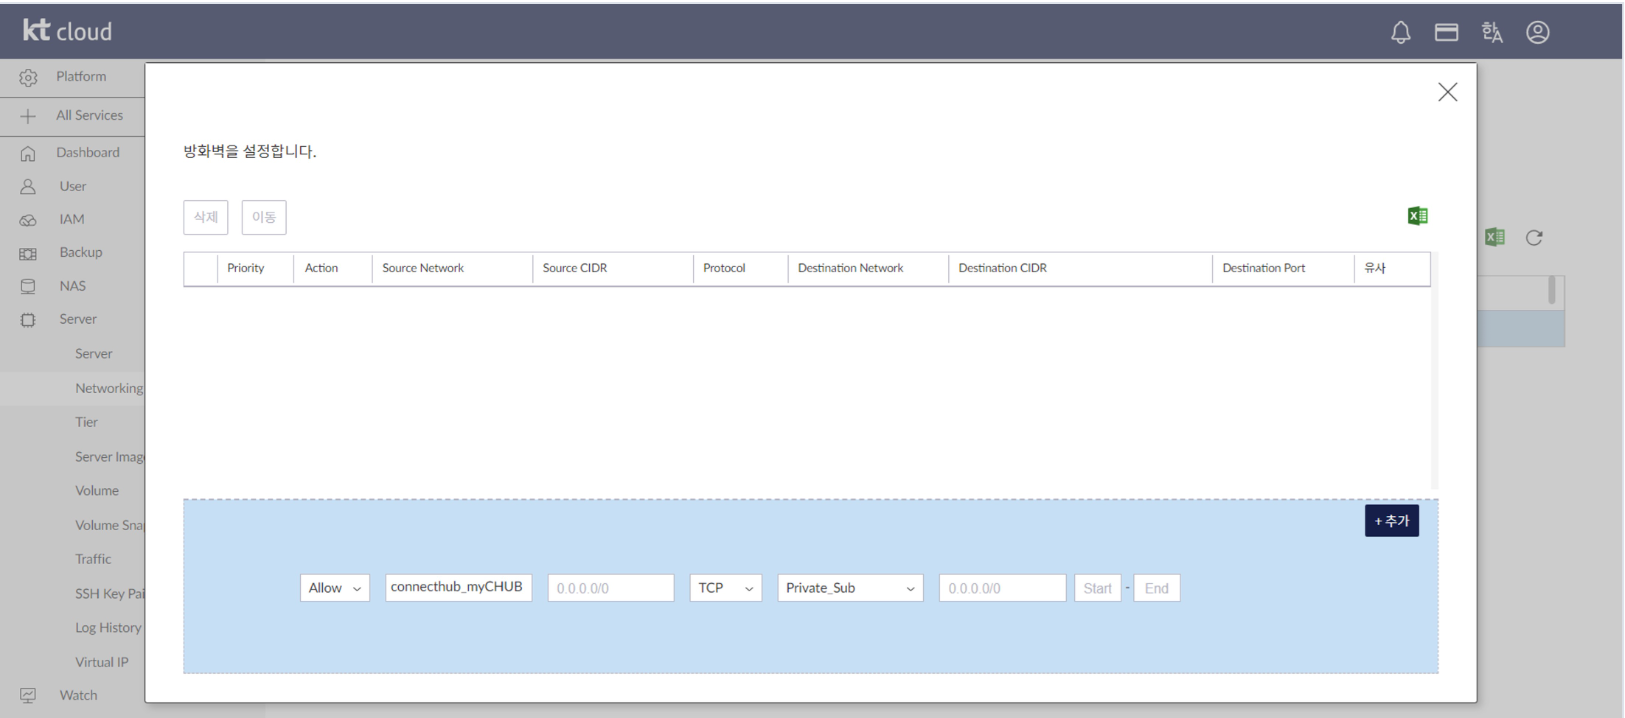 kt cloud
한A
Platform
All Services
Dashboard
User
IAM
Backup
NAS
Server
Server
Networking
Tier
Server Imag
Volume
Volume Sna
Traffic
SSH Key Pai
Log History
Virtual IP
Watch
방화벽을 설정합니다.
삭제 이동
Priority Action Source Network Source CIDR Protocol Destination Network Destination CIDR Destination Port 유사
+ 추가
Allow connecthub_myCHUB 0.0.0.0/0 TCP Private_Sub 0.0.0.0/0 Start - End